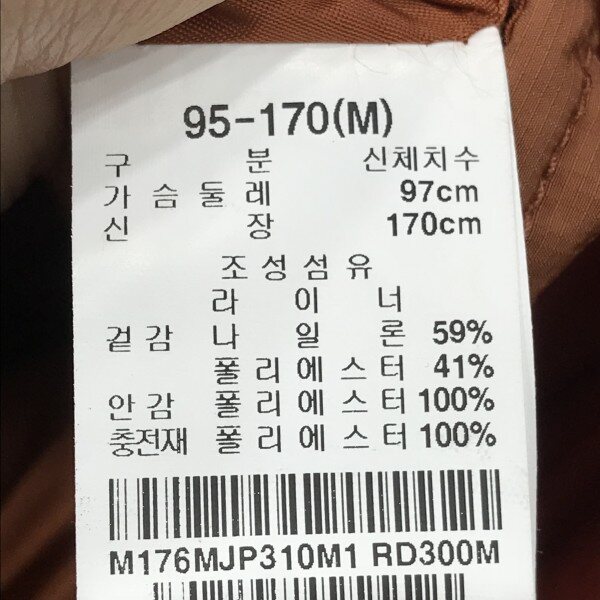 95-170(M)
구 분 신체치수
가 슴 둘 레 97cm
신 장 170cm
조 성 섬 유
라 이 너
겉 감 나 일 론 59%
폴 리 에 스 터 41%
안 감 폴 리 에 스 터 100%
충전재 폴 리 에 스 터 100%
M176MJP310M1 RD300M